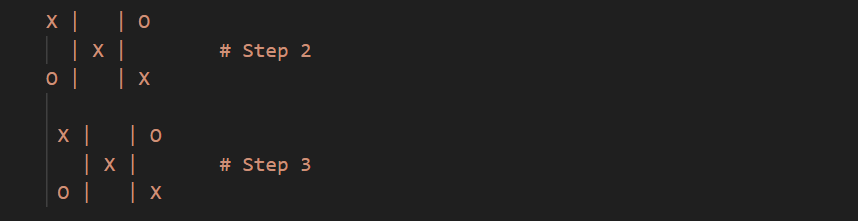 X |   | O
  | X |        # Step 2
O |   | X
 X |   | O
   | X |       # Step 3
 O |   | X